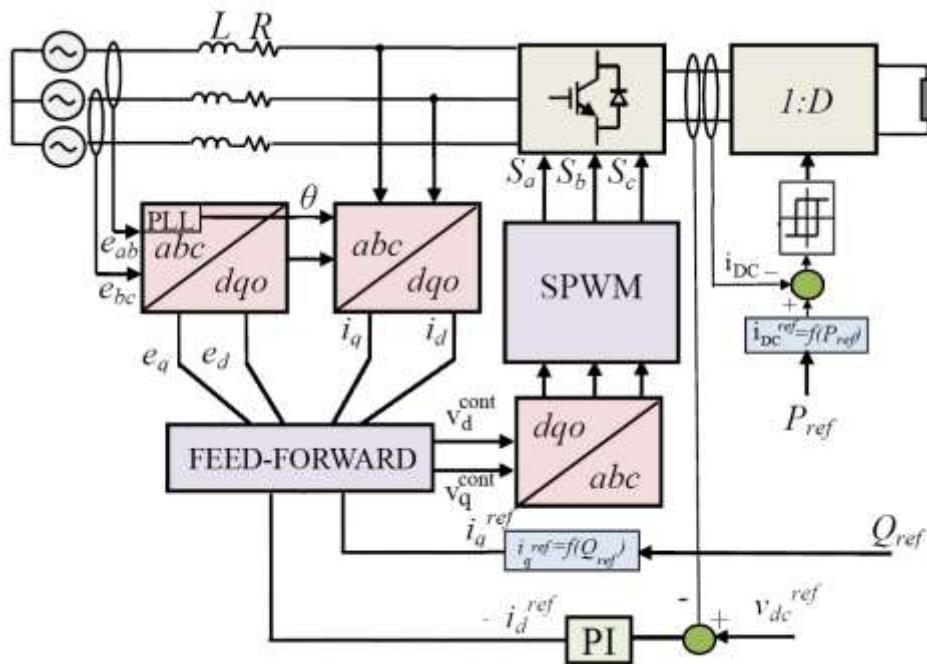 L R
1:D
S_a S_b S_c
θ
PLL
e_ab
abc
dqo
abc
dqo
e_bc
SPWM
i_DC –
+
i_DC^ref=f(P_ref)
P_ref
e_q e_d i_q i_d
v_d^cont
FEED-FORWARD
v_q^cont
dqo
abc
i_q^ref
i_q^ref=f(Q_ref)
Q_ref
- i_d^ref
PI
- +
v_dc^ref